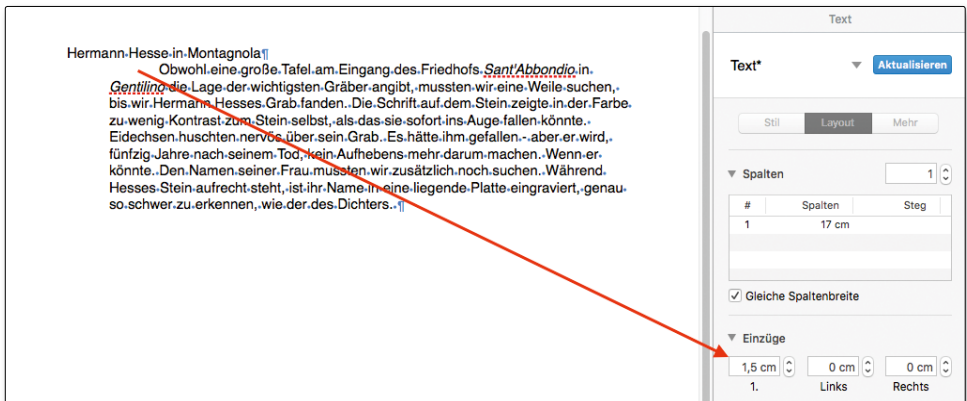 Hermann·Hesse·in·Montagnola¶
Obwohl·eine·große·Tafel·am·Eingang·des·Friedhofs·Sant'Abbondio·in·
Gentilino·die·Lage·der·wichtigsten·Gräber·angibt,·mussten·wir·eine·Weile·suchen,·
bis·wir·Hermann·Hesses·Grab·fanden.·Die·Schrift·auf·dem·Stein·zeigte·in·der·Farbe·
zu·wenig·Kontrast·zum·Stein·selbst,·als·das·sie·sofort·ins·Auge·fallen·könnte.·
Eidechsen·huschten·nervös·über·sein·Grab.·Es·hätte·ihm·gefallen·-·aber·er·wird,·
fünfzig·Jahre·nach·seinem·Tod,·kein·Aufhebens·mehr·darum·machen.·Wenn·er·
könnte.·Den·Namen·seiner·Frau·mussten·wir·zusätzlich·noch·suchen.·Während·
Hesses·Stein·aufrecht·steht,·ist·ihr·Name·in·eine·liegende·Platte·eingraviert,·genau·
so·schwer·zu·erkennen,·wie·der·des·Dichters.·¶
Text
Text* Aktualisieren
Stil Layout Mehr
Spalten 1
# Spalten Steg
1 17 cm
Gleiche Spaltenbreite
Einzüge
1,5 cm 0 cm 0 cm
1. Links Rechts